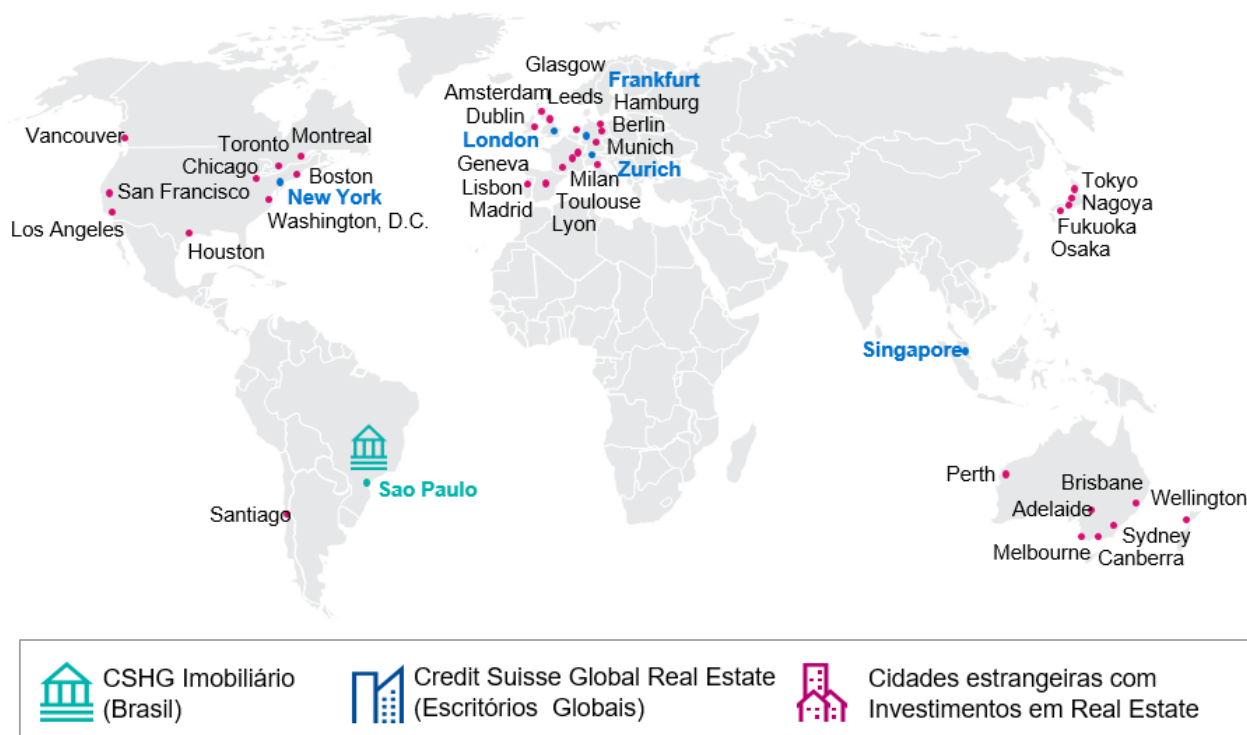 Glasgow
Frankfurt
Amsterdam
Leeds
Hamburg
Dublin
Berlin
London
Munich
Geneva
Zurich
Milan
Lisbon
Toulouse
Madrid
Lyon
Vancouver
Toronto
Montreal
Chicago
Boston
San Francisco
New York
Washington, D.C.
Los Angeles
Houston
Tokyo
Nagoya
Fukuoka
Osaka
Singapore
Sao Paulo
Santiago
Perth
Brisbane
Wellington
Adelaide
Sydney
Melbourne
Canberra
CSHG Imobiliário
(Brasil)
Credit Suisse Global Real Estate
(Escritórios Globais)
Cidades estrangeiras com
Investimentos em Real Estate